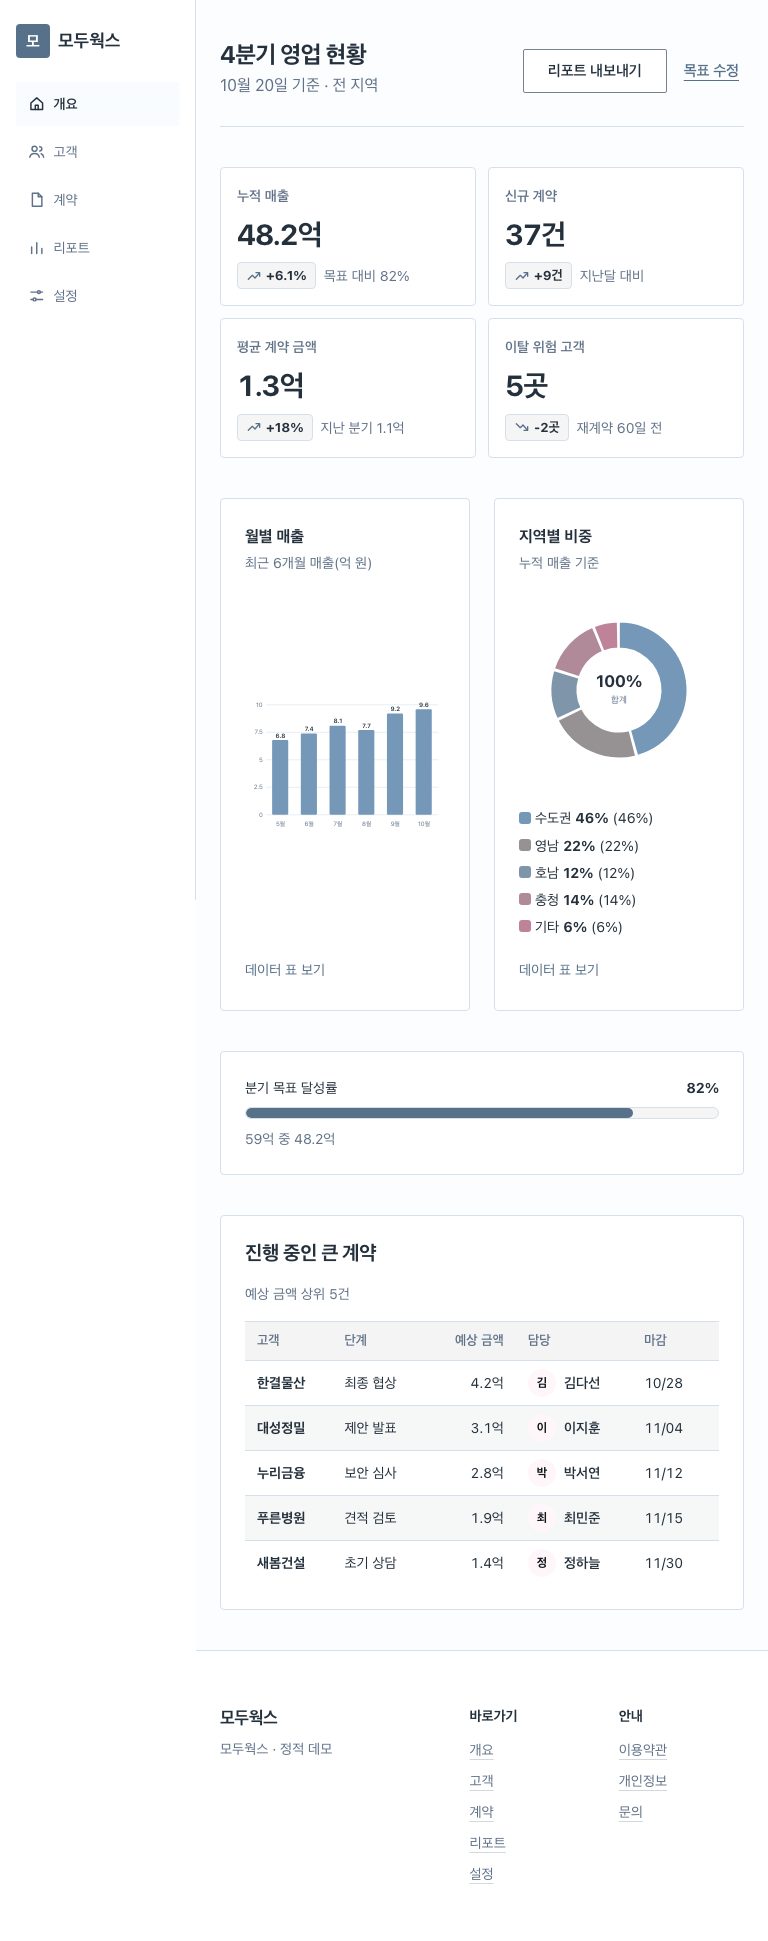 모 모두웍스
개요
고객
계약
리포트
설정
4분기 영업 현황
10월 20일 기준 · 전 지역
리포트 내보내기 목표 수정
누적 매출
48.2억
+6.1% 목표 대비 82%
신규 계약
37건
+9건 지난달 대비
평균 계약 금액
1.3억
+18% 지난 분기 1.1억
이탈 위험 고객
5곳
-2곳 재계약 60일 전
월별 매출
최근 6개월 매출(억 원)
10
7.5
5
2.5
0
6.8 7.4 8.1 7.7 9.2 9.6
5월 6월 7월 8월 9월 10월
데이터 표 보기
지역별 비중
누적 매출 기준
100%
합계
수도권 46% (46%)
영남 22% (22%)
호남 12% (12%)
충청 14% (14%)
기타 6% (6%)
데이터 표 보기
분기 목표 달성률 82%
59억 중 48.2억
진행 중인 큰 계약
예상 금액 상위 5건
고객 단계 예상 금액 담당 마감
한결물산 최종 협상 4.2억 김 김다선 10/28
대성정밀 제안 발표 3.1억 이 이지훈 11/04
누리금융 보안 심사 2.8억 박 박서연 11/12
푸른병원 견적 검토 1.9억 최 최민준 11/15
새봄건설 초기 상담 1.4억 정 정하늘 11/30
모두웍스
모두웍스 · 정적 데모
바로가기
개요
고객
계약
리포트
설정
안내
이용약관
개인정보
문의